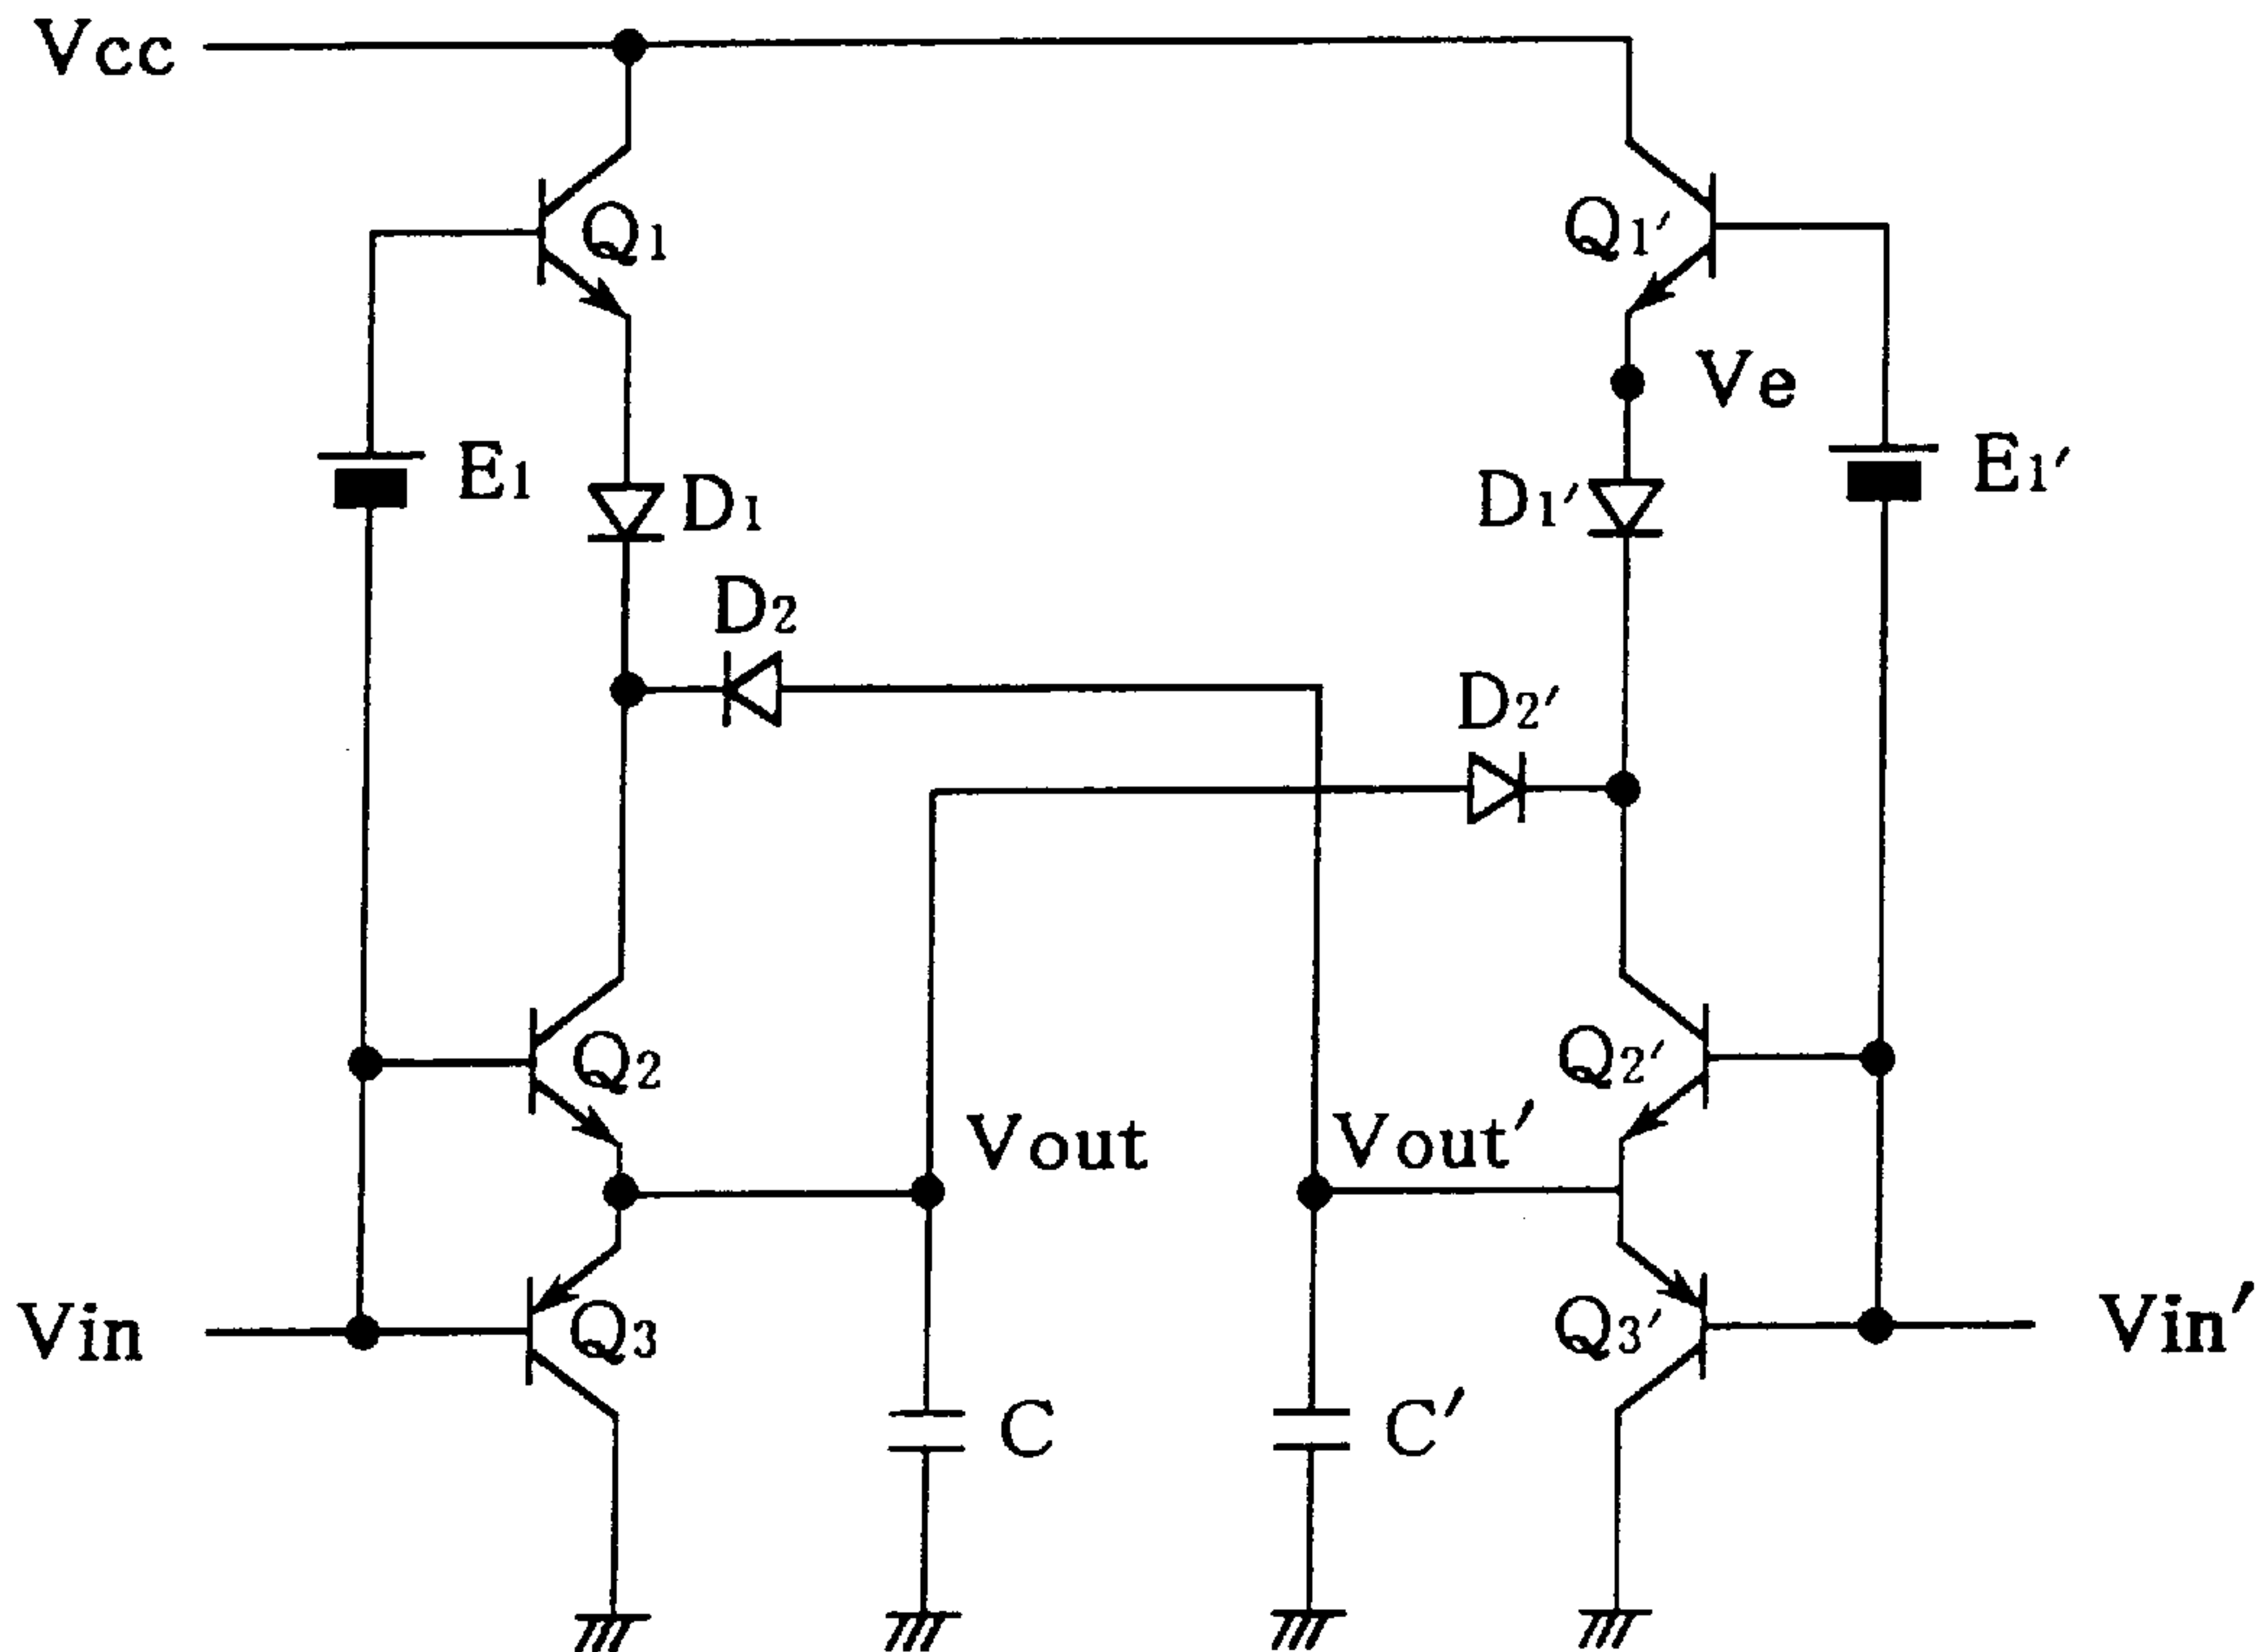 Vcc
Q1
Q1′
Ve
E1
D1
D1′
E1′
D2
D2′
Q2
Q2′
Vout
Vout′
Vin
Q3
Q3′
Vin′
C
C′